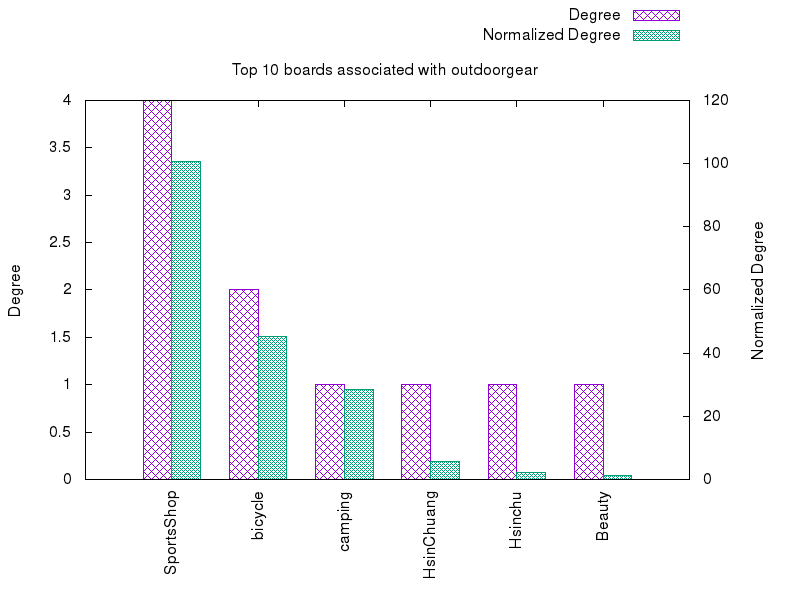 Degree
Normalized Degree
Top 10 boards associated with outdoorgear
4
3.5
3
2.5
2
1.5
1
0.5
0
120
100
80
60
40
20
0
Degree
Normalized Degree
SportsShop
bicycle
camping
HsinChuang
Hsinchu
Beauty